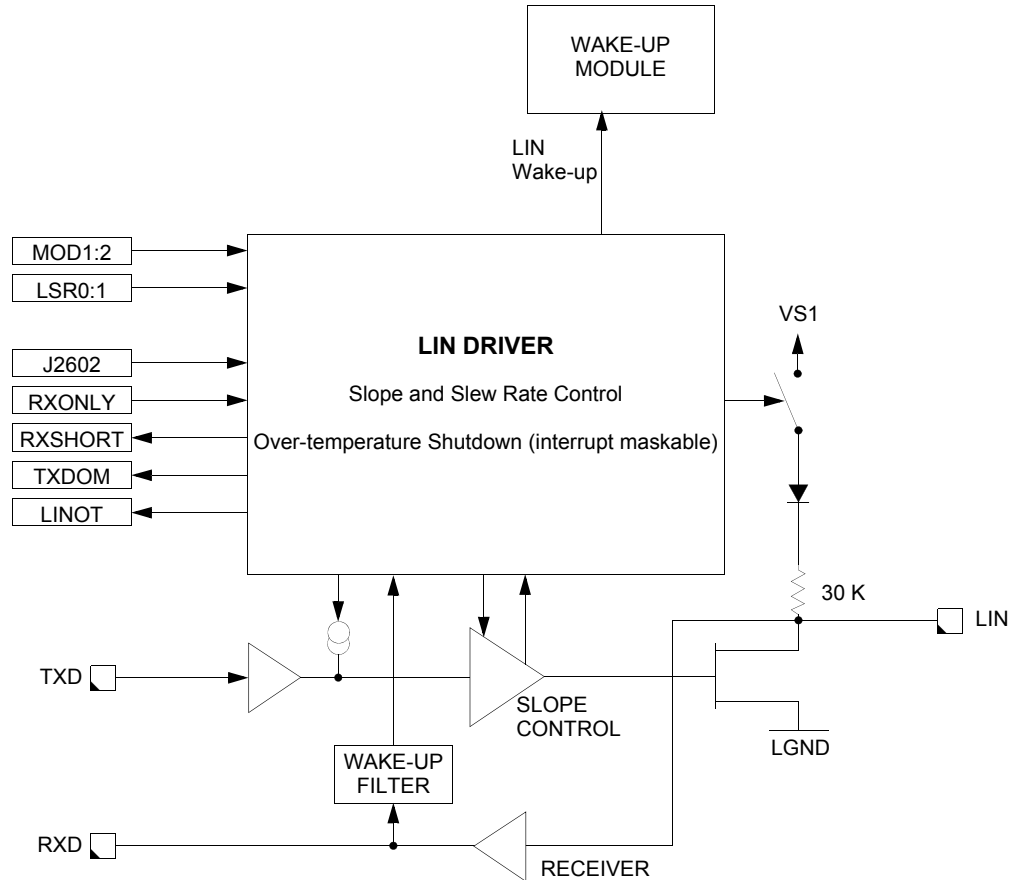 WAKE-UP
MODULE
LIN
Wake-up
MOD1:2
LSR0:1
J2602
RXONLY
RXSHORT
TXDOM
LINOT
LIN DRIVER
Slope and Slew Rate Control
Over-temperature Shutdown (interrupt maskable)
VS1
30 K
LIN
TXD
SLOPE
CONTROL
LGND
WAKE-UP
FILTER
RXD
RECEIVER